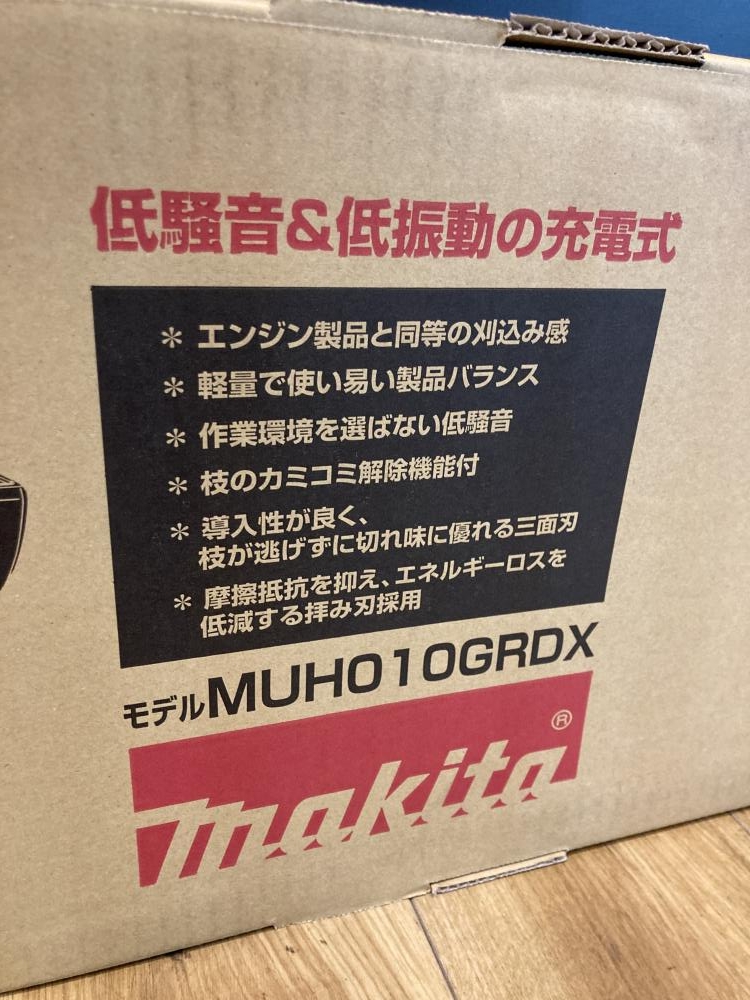 低騒音&低振動の充電式
* エンジン製品と同等の刈込み感
* 軽量で使い易い製品バランス
* 作業環境を選ばない低騒音
* 枝のカミコミ解除機能付
* 導入性が良く、
枝が逃げずに切れ味に優れる三面刃
* 摩擦抵抗を抑え、エネルギーロスを
低減する拝み刃採用
モデルMUH010GRDX
makita®